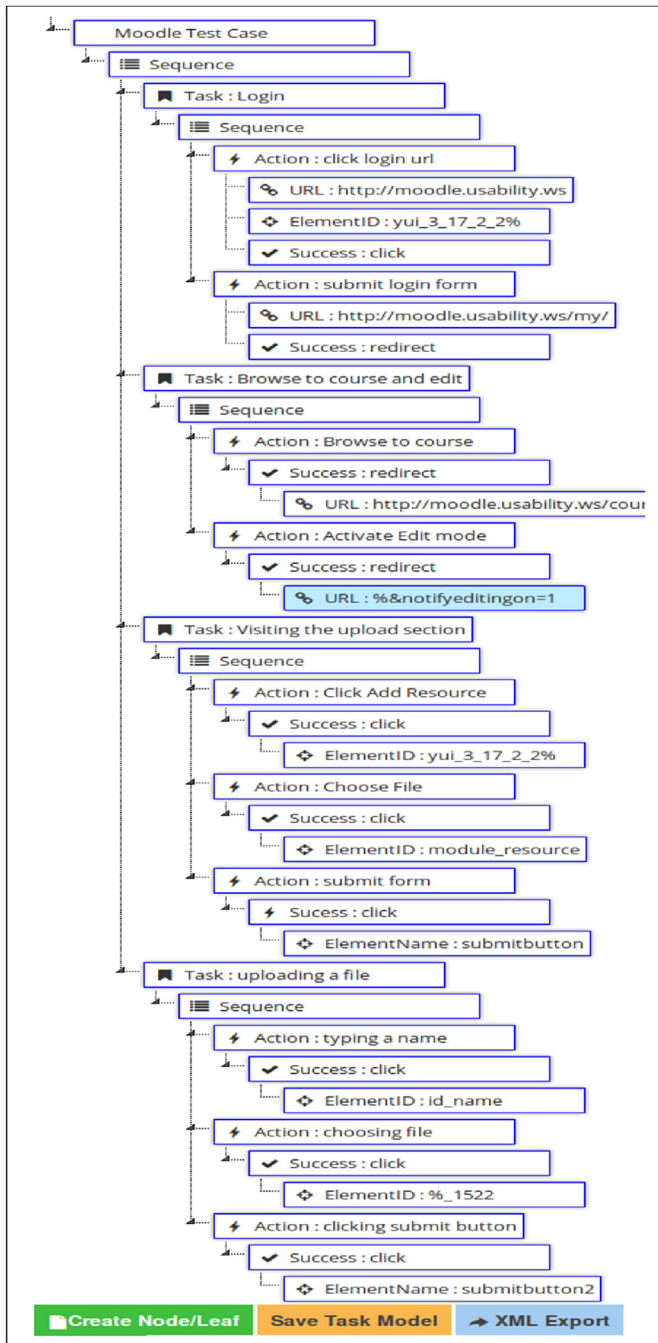 Moodle Test Case
Sequence
Task : Login
Sequence
Action : click login url
URL : http://moodle.usability.ws
ElementID : yui_3_17_2_2%
Success : click
Action : submit login form
URL : http://moodle.usability.ws/my/
Success : redirect
Task : Browse to course and edit
Sequence
Action : Browse to course
Success : redirect
URL : http://moodle.usability.ws/cour
Action : Activate Edit mode
Success : redirect
URL : %&notifyeditingon=1
Task : Visiting the upload section
Sequence
Action : Click Add Resource
Success : click
ElementID : yui_3_17_2_2%
Action : Choose File
Success : click
ElementID : module_resource
Action : submit form
Sucess : click
ElementName : submitbutton
Task : uploading a file
Sequence
Action : typing a name
Success : click
ElementID : id_name
Action : choosing file
Success : click
ElementID : %_1522
Action : clicking submit button
Success : click
ElementName : submitbutton2
Create Node/Leaf Save Task Model XML Export